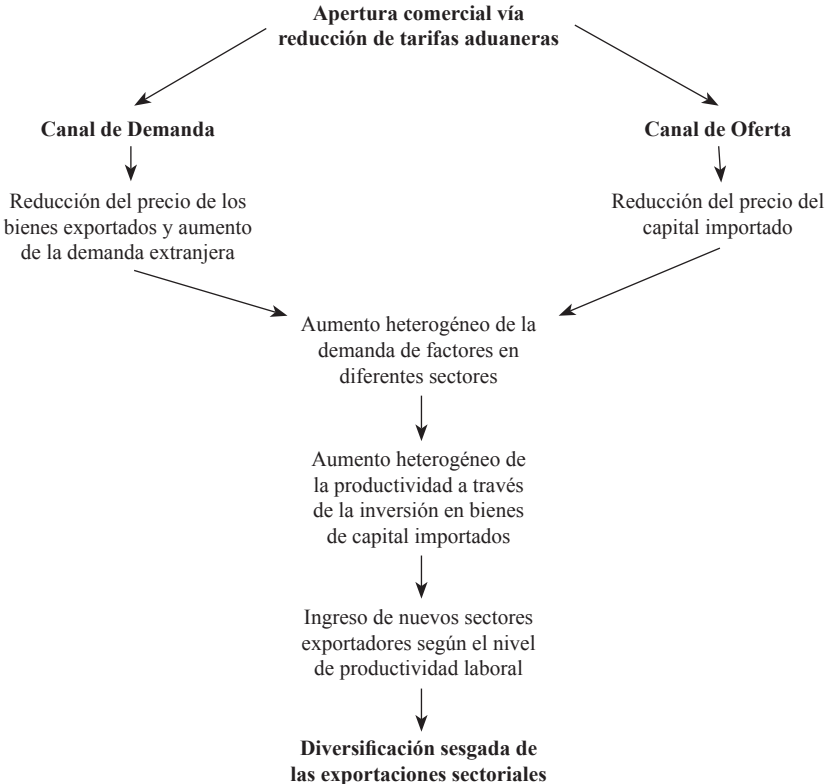 Apertura comercial vía
reducción de tarifas aduaneras
Canal de Demanda
Canal de Oferta
Reducción del precio de los
bienes exportados y aumento
de la demanda extranjera
Reducción del precio del
capital importado
Aumento heterogéneo de la
demanda de factores en
diferentes sectores
Aumento heterogéneo de
la productividad a través
de la inversión en bienes
de capital importados
Ingreso de nuevos sectores
exportadores según el nivel
de productividad laboral
Diversificación sesgada de
las exportaciones sectoriales